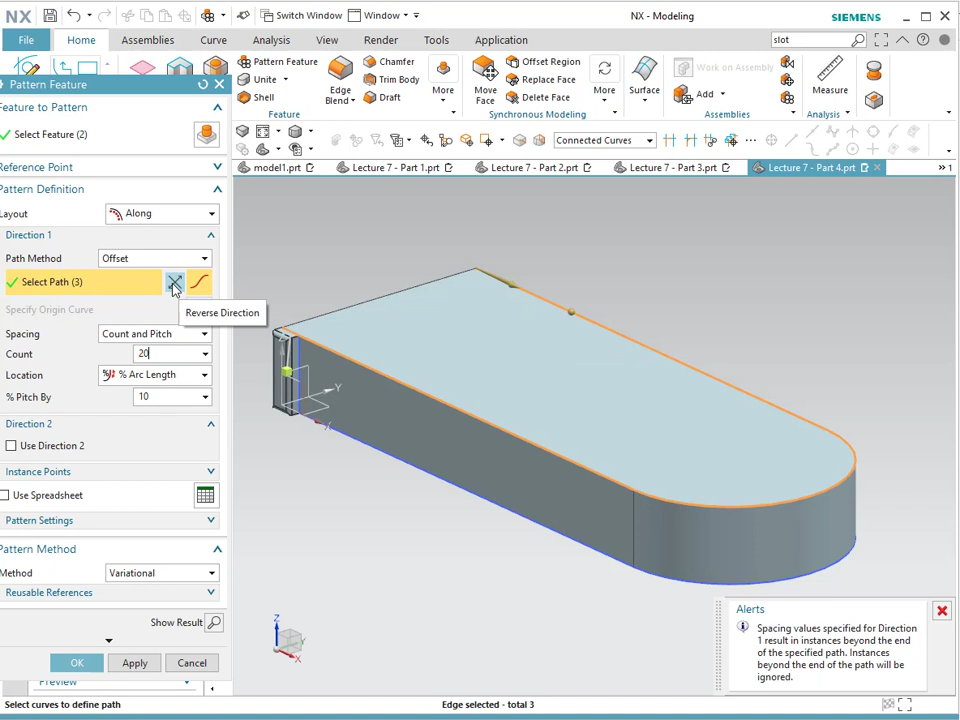 NX
Switch Window
Window
NX - Modeling
SIEMENS
File
Home
Assemblies
Curve
Analysis
View
Render
Tools
Application
slot
Pattern Feature
Unite
Shell
Edge
Blend
Chamfer
Trim Body
Draft
More
Feature
Move
Face
Offset Region
Replace Face
Delete Face
More
Synchronous Modeling
Surface
Work on Assembly
Add
Assemblies
Measure
Analysis
Connected Curves
model1.prt
Lecture 7 - Part 1.prt
Lecture 7 - Part 2.prt
Lecture 7 - Part 3.prt
Lecture 7 - Part 4.prt
1
Pattern Feature
Feature to Pattern
Select Feature (2)
Reference Point
Pattern Definition
Layout
Along
Direction 1
Path Method
Offset
Select Path (3)
Reverse Direction
Specify Origin Curve
Spacing
Count and Pitch
Count
20
Location
% Arc Length
% Pitch By
10
Direction 2
Use Direction 2
Instance Points
Use Spreadsheet
Pattern Settings
Pattern Method
Method
Variational
Reusable References
Show Result
OK
Apply
Cancel
Preview
Y
X
Z
X
Alerts
Spacing values specified for Direction
1 result in instances beyond the end
of the specified path. Instances
beyond the end of the path will be
ignored.
Select curves to define path
Edge selected - total 3